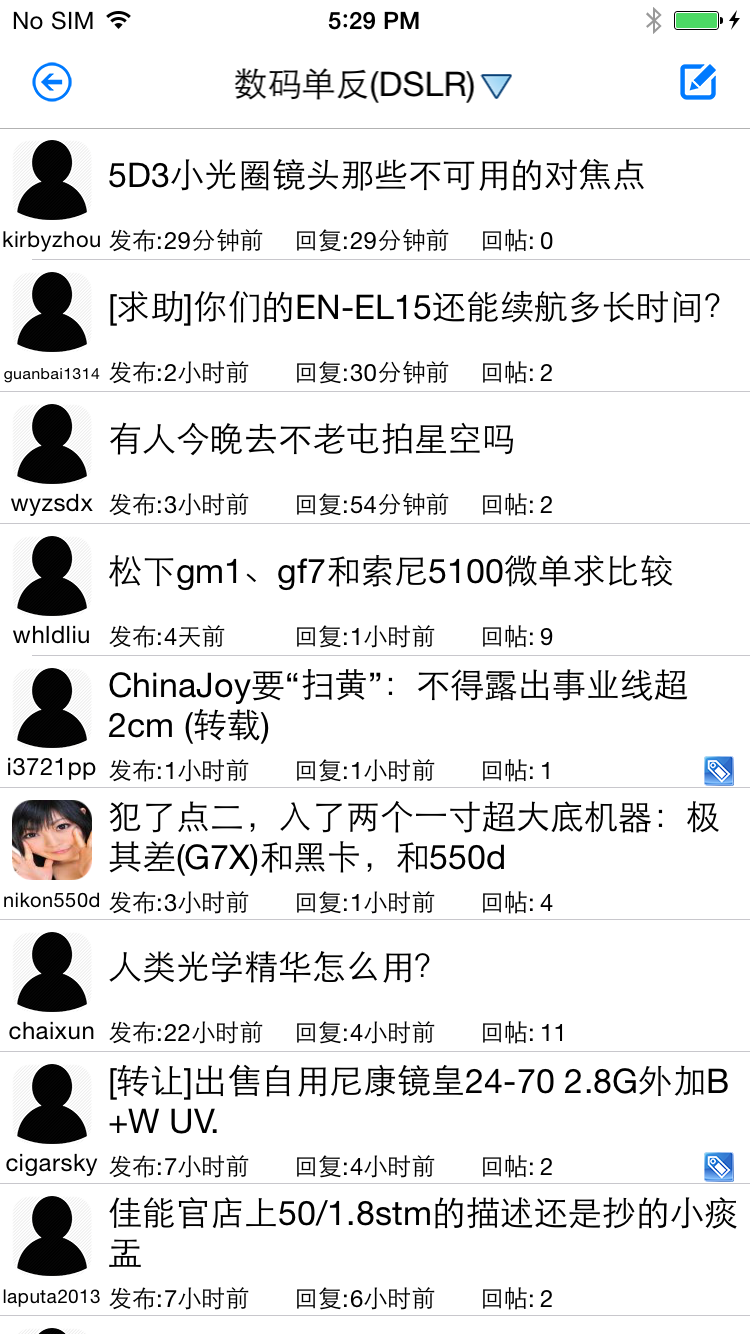 No SIM 5:29 PM
数码单反(DSLR)
5D3小光圈镜头那些不可用的对焦点
kirbyzhou 发布:29分钟前 回复:29分钟前 回帖: 0
[求助]你们的EN-EL15还能续航多长时间?
guanbai1314 发布:2小时前 回复:30分钟前 回帖: 2
有人今晚去不老屯拍星空吗
wyzsdx 发布:3小时前 回复:54分钟前 回帖: 2
松下gm1、gf7和索尼5100微单求比较
whldliu 发布:4天前 回复:1小时前 回帖: 9
ChinaJoy要“扫黄”：不得露出事业线超
2cm (转载)
i3721pp 发布:1小时前 回复:1小时前 回帖: 1
犯了点二，入了两个一寸超大底机器：极
其差(G7X)和黑卡，和550d
nikon550d 发布:3小时前 回复:1小时前 回帖: 4
人类光学精华怎么用?
chaixun 发布:22小时前 回复:4小时前 回帖: 11
[转让]出售自用尼康镜皇24-70 2.8G外加B
+W UV.
cigarsky 发布:7小时前 回复:4小时前 回帖: 2
佳能官店上50/1.8stm的描述还是抄的小痰
盂
laputa2013 发布:7小时前 回复:6小时前 回帖: 2